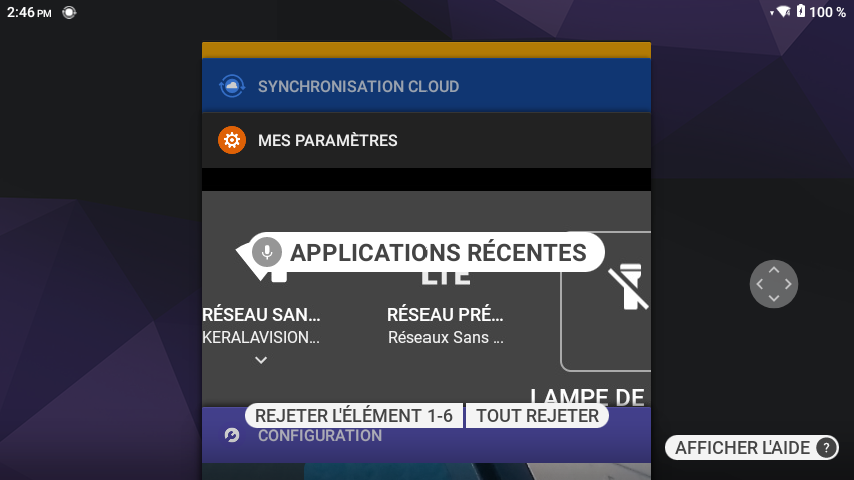 2:46 PM
100 %
SYNCHRONISATION CLOUD
MES PARAMÈTRES
APPLICATIONS RÉCENTES
LTE
RÉSEAU SAN... RÉSEAU PRÉ...
KERALAVISION... Réseaux Sans ...
LAMPE DE
REJETER L'ÉLÉMENT 1-6 TOUT REJETER
CONFIGURATION
AFFICHER L'AIDE ?